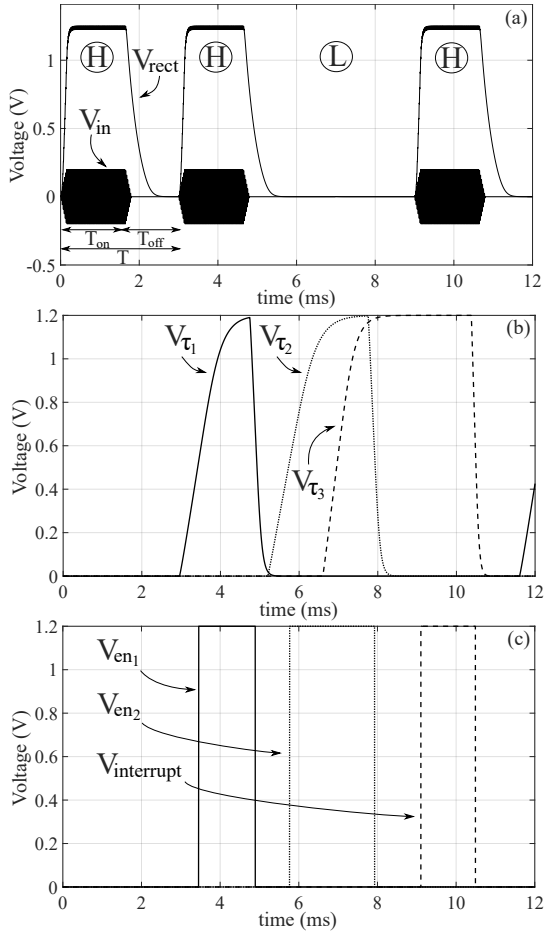 (a)
H H L H
V_rect
V_in
T_on T_off
T
Voltage (V)
1
0.5
0
-0.5
0 2 4 6 8 10 12
time (ms)
(b)
V_τ1 V_τ2
V_τ3
Voltage (V)
1.2
1
0.8
0.6
0.4
0.2
0
0 2 4 6 8 10 12
time (ms)
(c)
V_en1
V_en2
V_interrupt
Voltage (V)
1.2
1
0.8
0.6
0.4
0.2
0
0 2 4 6 8 10 12
time (ms)